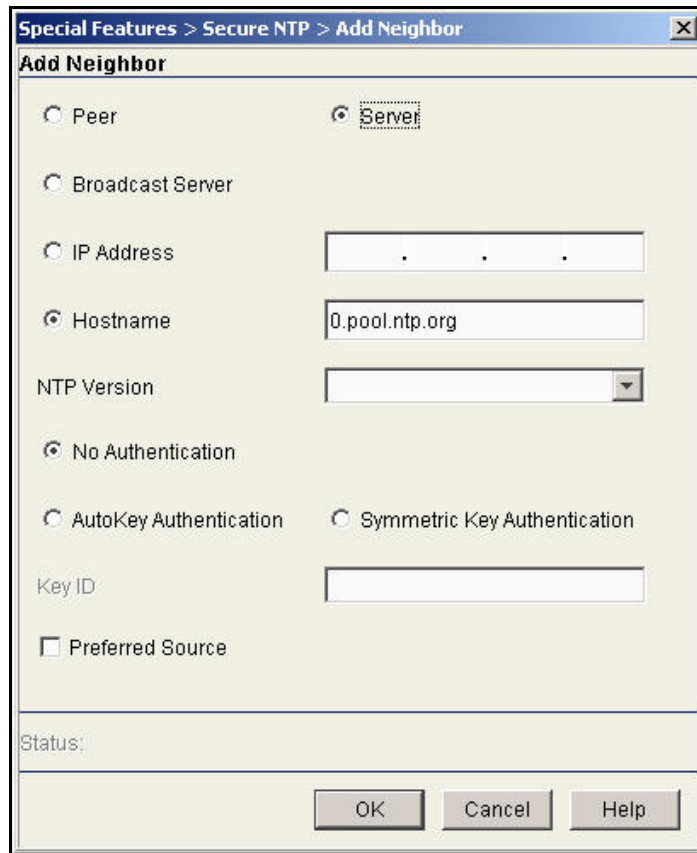 Special Features > Secure NTP > Add Neighbor
Add Neighbor
Peer Server
Broadcast Server
IP Address . . .
Hostname 0.pool.ntp.org
NTP Version
No Authentication
AutoKey Authentication Symmetric Key Authentication
Key ID
Preferred Source
Status:
OK Cancel Help